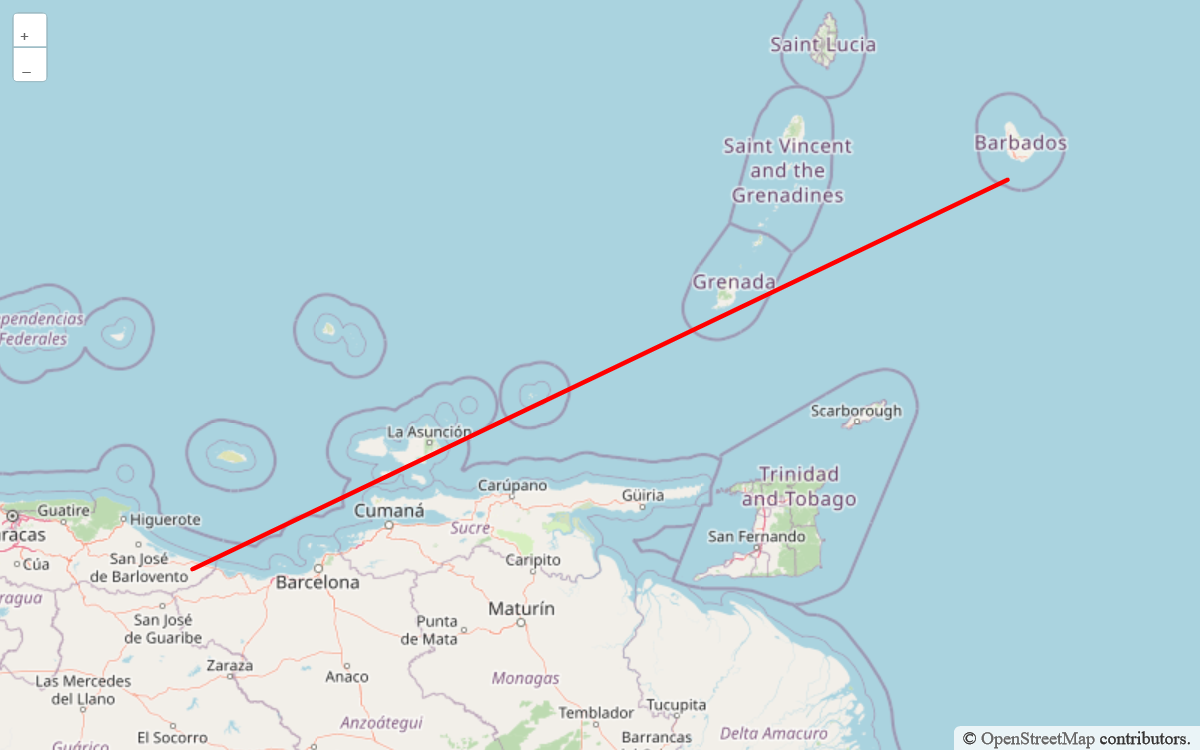 +
–
Saint Lucia
Barbados
Saint Vincent
and the
Grenadines
Grenada
pendencias
Federales
Scarborough
La Asunción
Trinidad
and Tobago
Carúpano
Güiria
Cumaná
Sucre
Guatire
Higuerote
aracas
Cúa
San José
de Barlovento
San Fernando
Caripito
Barcelona
ragua
Maturín
San José
de Guaribe
Punta
de Mata
Zaraza
Anaco
Las Mercedes
del Llano
Monagas
Tucupita
Temblador
Anzoátegui
El Socorro
Barrancas
Delta Amacuro
Guárico
© OpenStreetMap contributors.